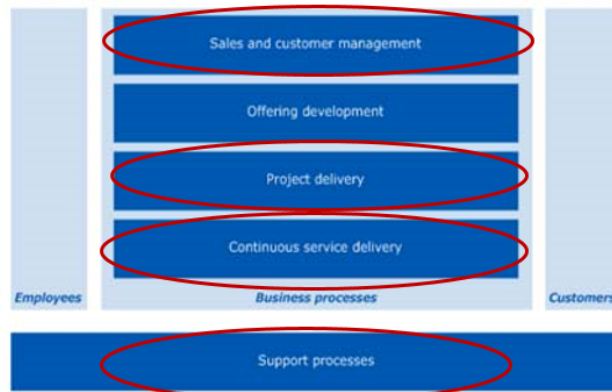 Sales and customer management
Offering development
Project delivery
Continuous service delivery
Employees
Business processes
Customers
Support processes